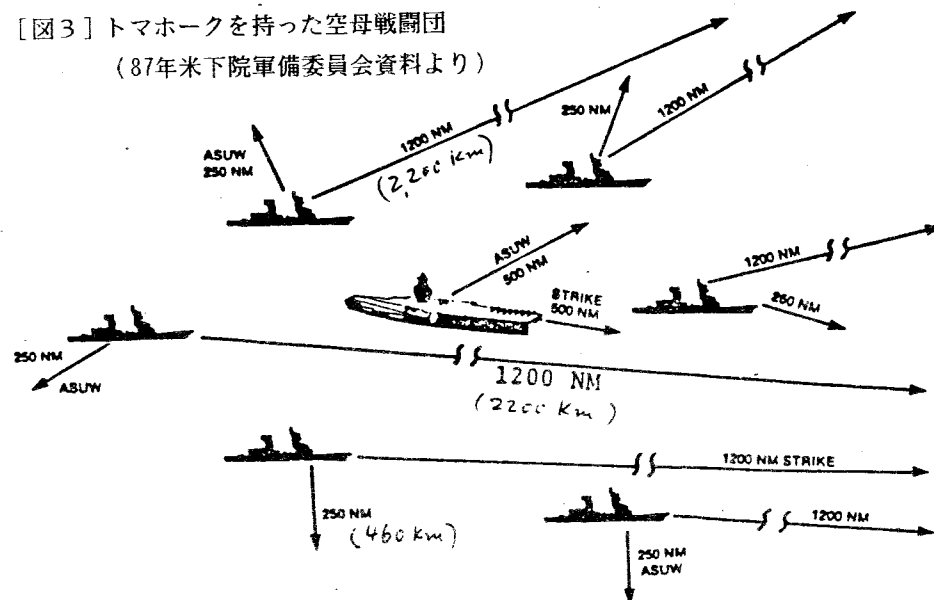 [図3]トマホークを持った空母戦闘団
(87年米下院軍備委員会資料より)
1200 NM
(2,200 Km)
ASUW
250 NM
250 NM
1200 NM
ASUW
500 NM
STRIKE
500 NM
1200 NM
250 NM
250 NM
ASUW
1200 NM
(2200 Km)
1200 NM STRIKE
250 NM
(460 Km)
1200 NM
250 NM
ASUW